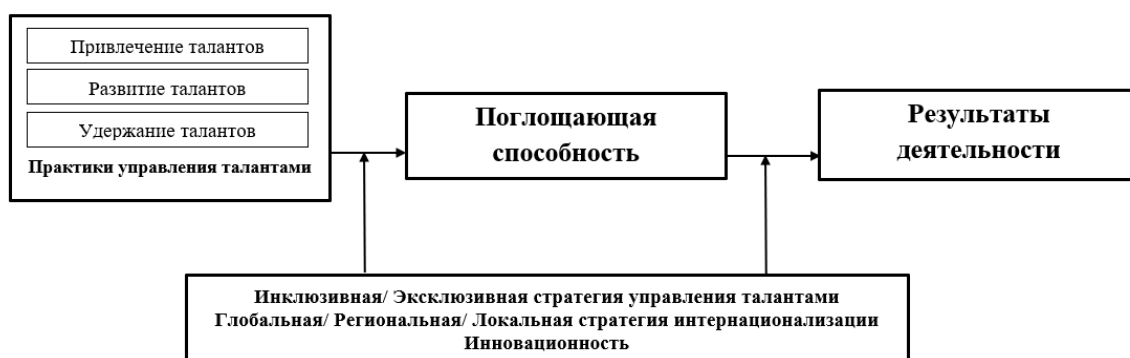 Привлечение талантов
Развитие талантов
Удержание талантов
Практики управления талантами
Поглощающая
способность
Результаты
деятельности
Инклюзивная/ Эксклюзивная стратегия управления талантами
Глобальная/ Региональная/ Локальная стратегия интернационализации
Инновационность